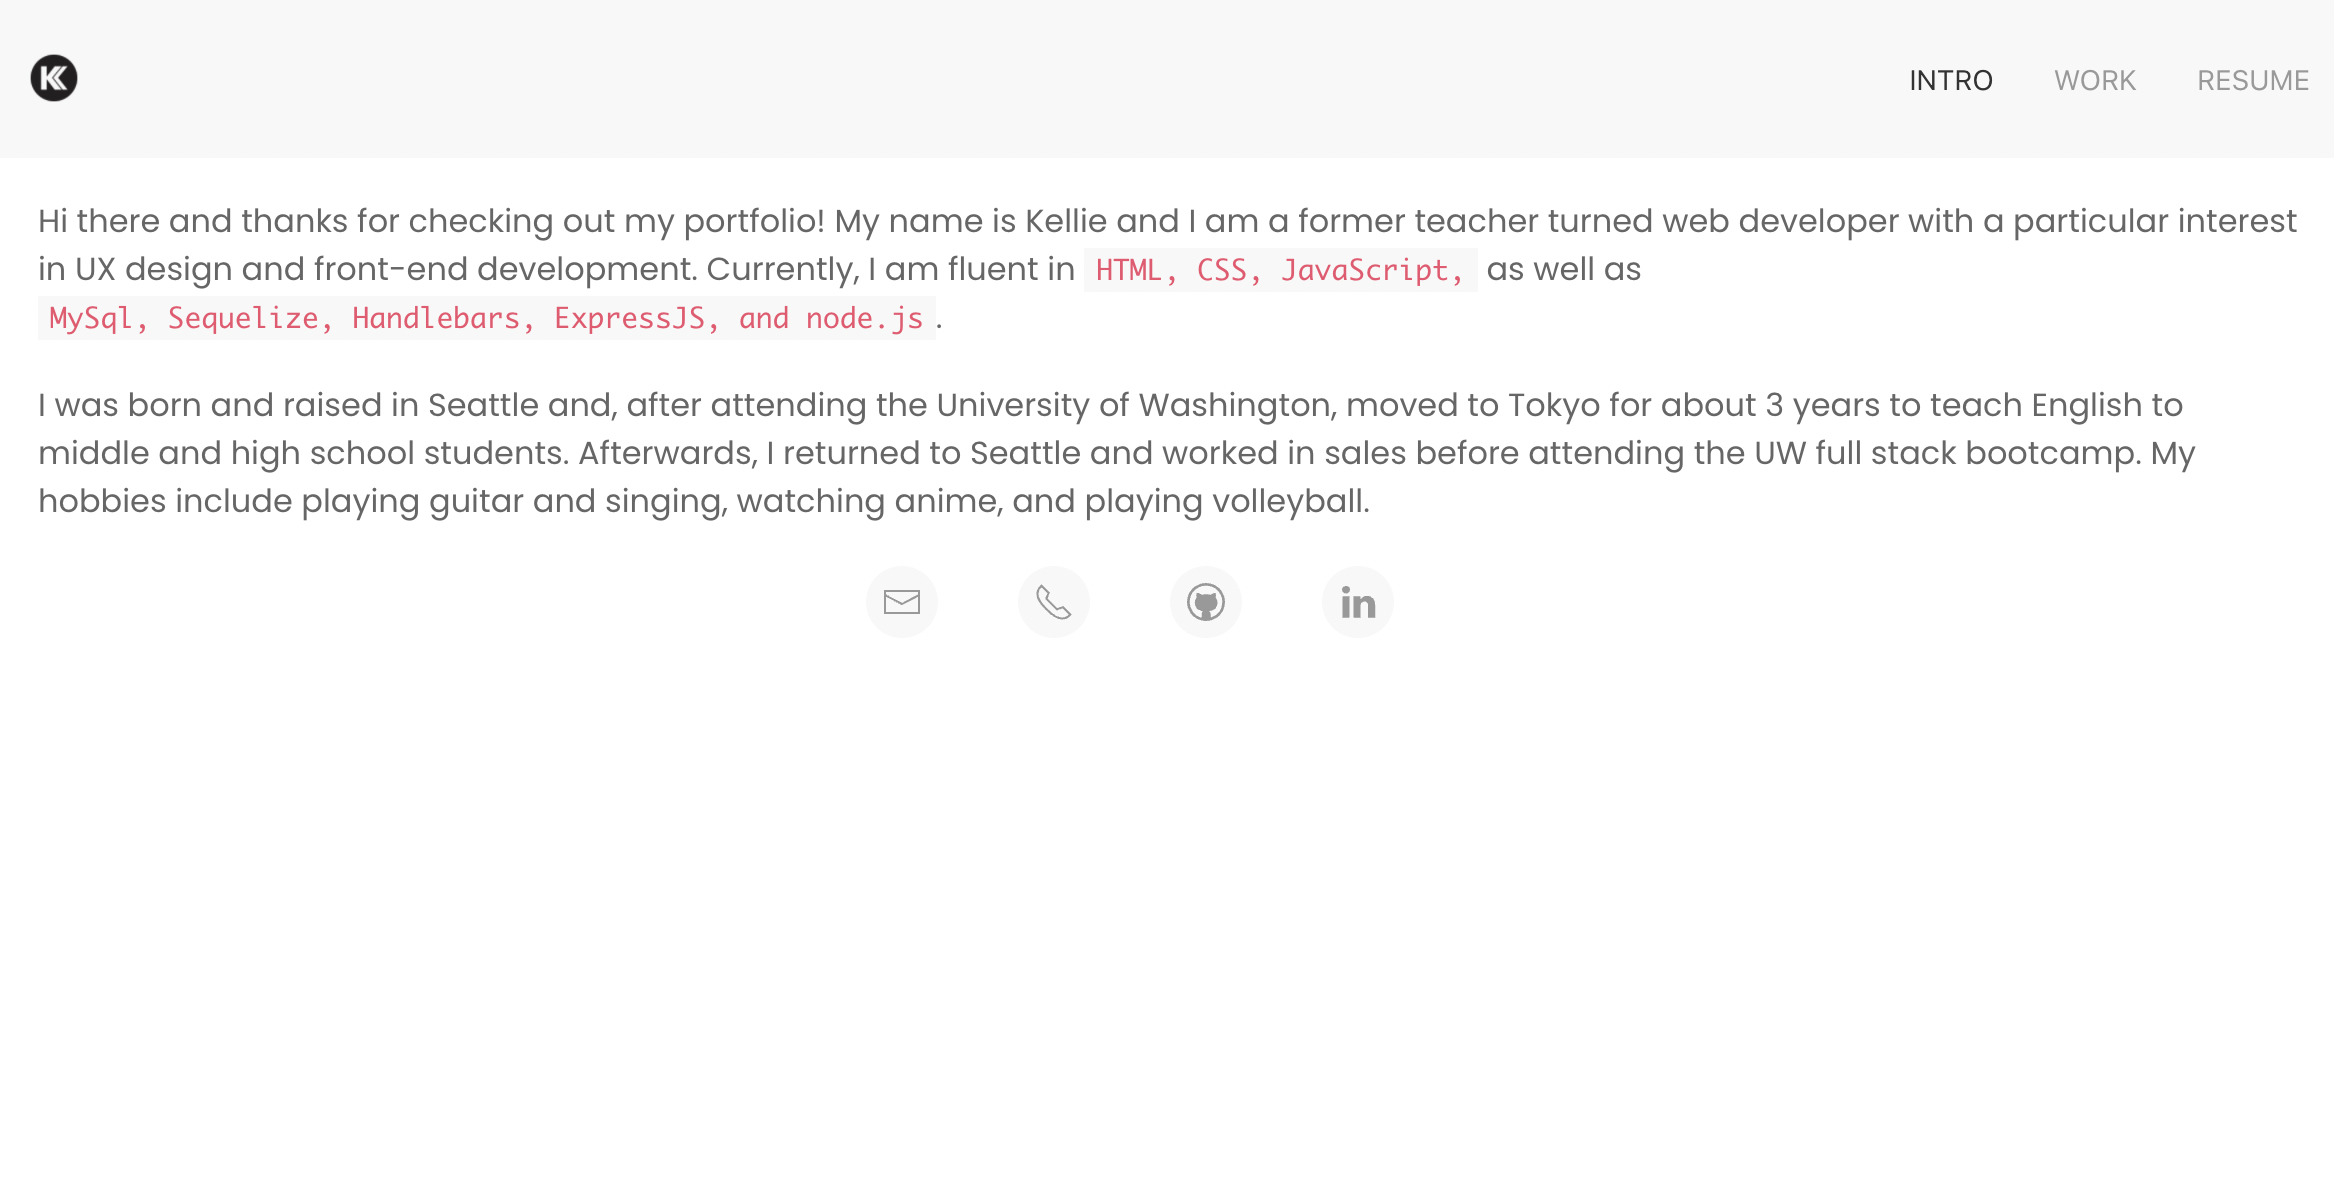 K
INTRO WORK RESUME
Hi there and thanks for checking out my portfolio! My name is Kellie and I am a former teacher turned web developer with a particular interest
in UX design and front-end development. Currently, I am fluent in HTML, CSS, JavaScript, as well as
MySql, Sequelize, Handlebars, ExpressJS, and node.js.
I was born and raised in Seattle and, after attending the University of Washington, moved to Tokyo for about 3 years to teach English to
middle and high school students. Afterwards, I returned to Seattle and worked in sales before attending the UW full stack bootcamp. My
hobbies include playing guitar and singing, watching anime, and playing volleyball.
in